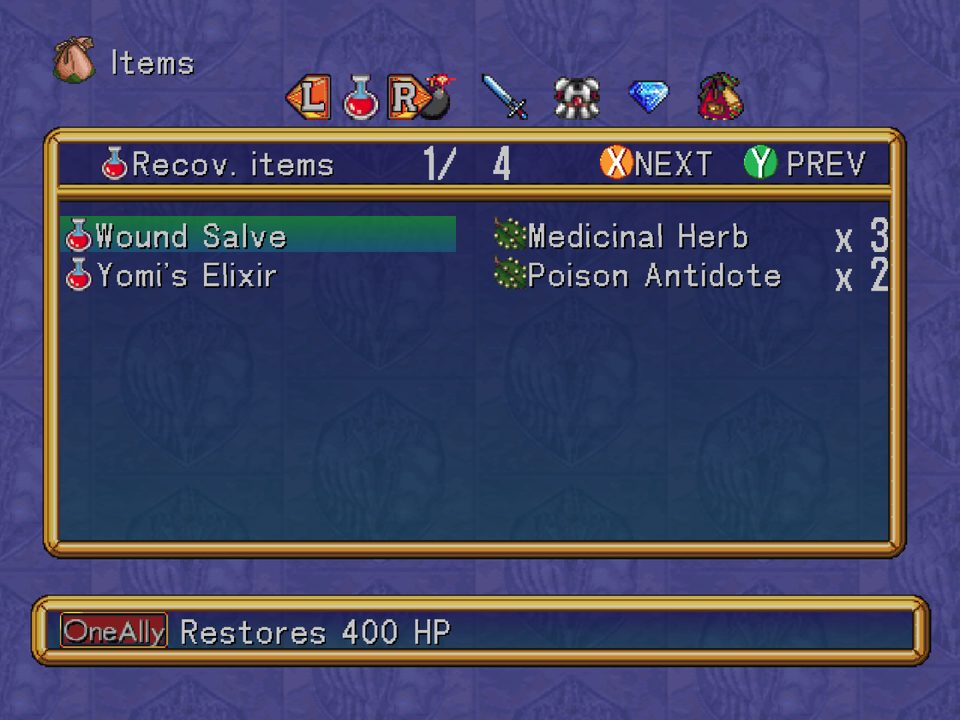 Items
L R
Recov. items 1/ 4 X NEXT Y PREV
Wound Salve Medicinal Herb x 3
Yomi's Elixir Poison Antidote x 2
OneAlly Restores 400 HP